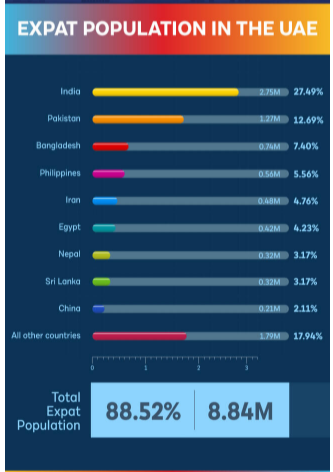 EXPAT POPULATION IN THE UAE
India 2.75M 27.49%
Pakistan 1.27M 12.69%
Bangladesh 0.74M 7.40%
Philippines 0.56M 5.56%
Iran 0.48M 4.76%
Egypt 0.42M 4.23%
Nepal 0.32M 3.17%
Sri Lanka 0.32M 3.17%
China 0.21M 2.11%
All other countries 1.79M 17.94%
0 1 2 3
Total
Expat
Population
88.52% 8.84M